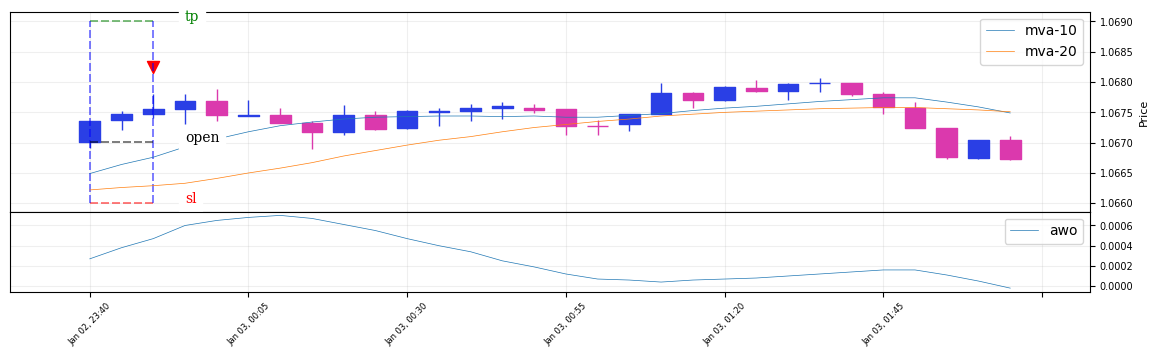 tp
open
sl
mva-10
mva-20
1.0690
1.0685
1.0680
1.0675
1.0670
1.0665
1.0660
Price
awo
0.0006
0.0004
0.0002
0.0000
Jan 02, 23:40
Jan 03, 00:05
Jan 03, 00:30
Jan 03, 00:55
Jan 03, 01:20
Jan 03, 01:45